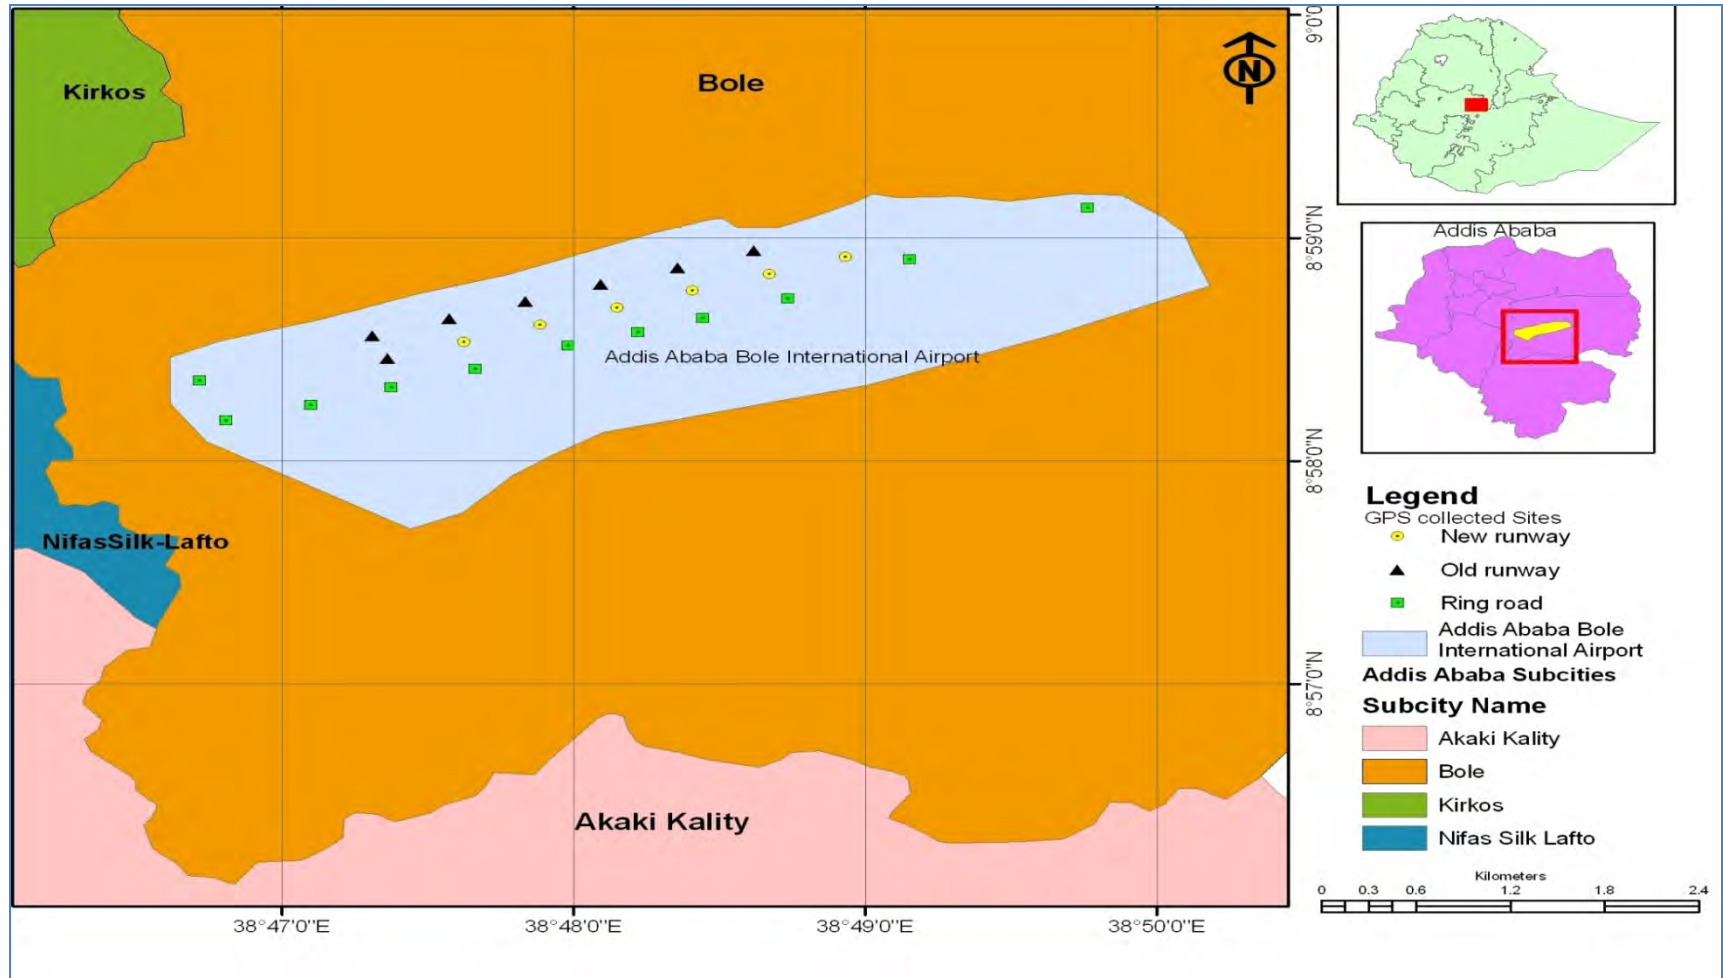 Kirkos
Bole
N
Addis Ababa Bole International Airport
NifasSilk-Lafto
Akaki Kality
8°59'0"N
8°58'0"N
8°57'0"N
38°47'0"E
38°48'0"E
38°49'0"E
38°50'0"E
Addis Ababa
Legend
GPS collected Sites
New runway
Old runway
Ring road
Addis Ababa Bole
International Airport
Addis Ababa Subcities
Subcity Name
Akaki Kality
Bole
Kirkos
Nifas Silk Lafto
Kilometers
0 0.3 0.6 1.2 1.8 2.4